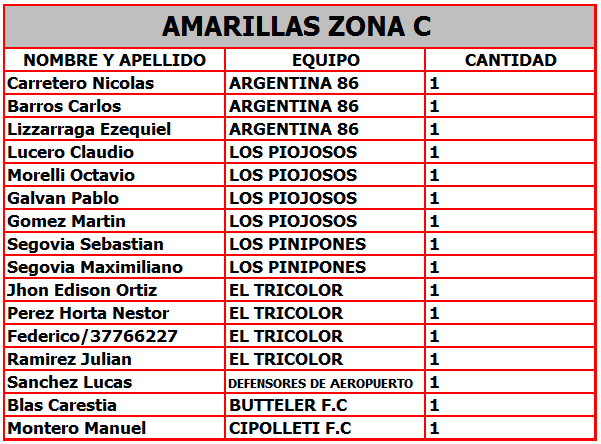 AMARILLAS ZONA C
NOMBRE Y APELLIDO EQUIPO CANTIDAD
Carretero Nicolas ARGENTINA 86 1
Barros Carlos ARGENTINA 86 1
Lizzarraga Ezequiel ARGENTINA 86 1
Lucero Claudio LOS PIOJOSOS 1
Morelli Octavio LOS PIOJOSOS 1
Galvan Pablo LOS PIOJOSOS 1
Gomez Martin LOS PIOJOSOS 1
Segovia Sebastian LOS PINIPONES 1
Segovia Maximiliano LOS PINIPONES 1
Jhon Edison Ortiz EL TRICOLOR 1
Perez Horta Nestor EL TRICOLOR 1
Federico/37766227 EL TRICOLOR 1
Ramirez Julian EL TRICOLOR 1
Sanchez Lucas DEFENSORES DE AEROPUERTO 1
Blas Carestia BUTTELER F.C 1
Montero Manuel CIPOLLETI F.C 1